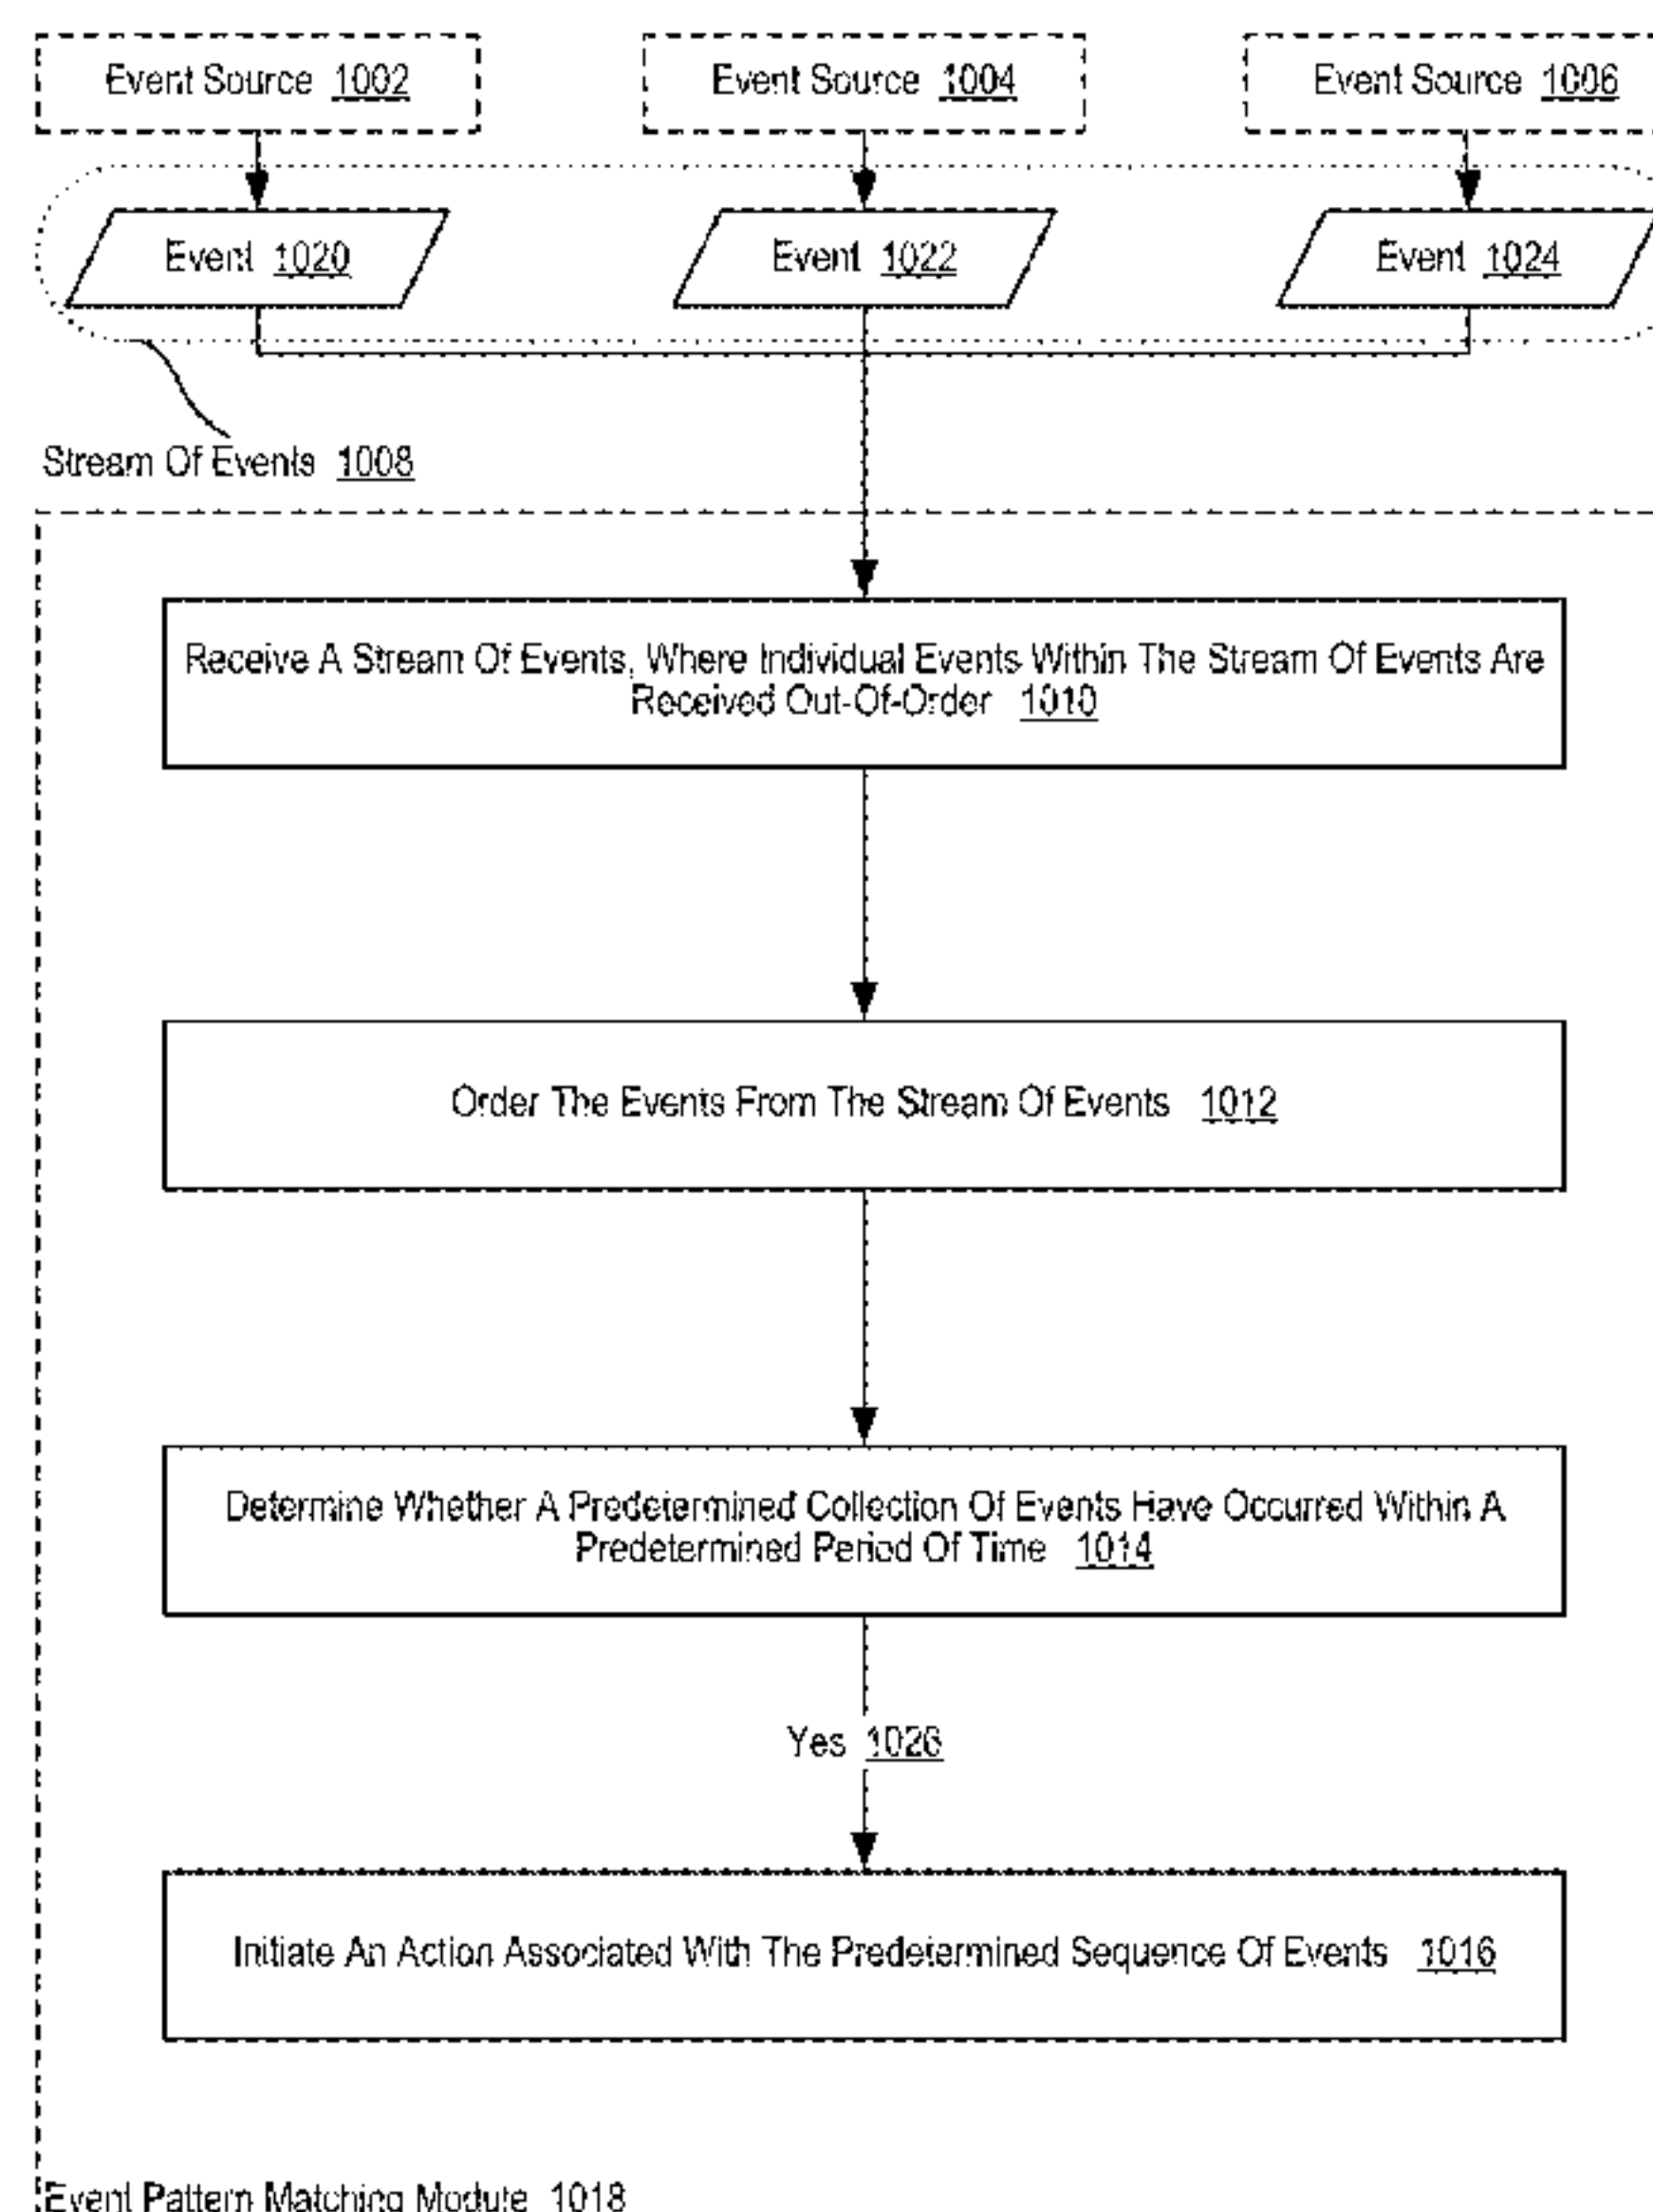 Event Source 1002
Event Source 1004
Event Source 1006
Event 1020
Event 1022
Event 1024
Stream Of Events 1008
Receive A Stream Of Events, Where Individual Events Within The Stream Of Events Are
Received Out-Of-Order 1010
Order The Events From The Stream Of Events 1012
Determine Whether A Predetermined Collection Of Events Have Occurred Within A
Predetermined Period Of Time 1014
Yes 1026
Initiate An Action Associated With The Predetermined Sequence Of Events 1016
Event Pattern Matching Module 1018